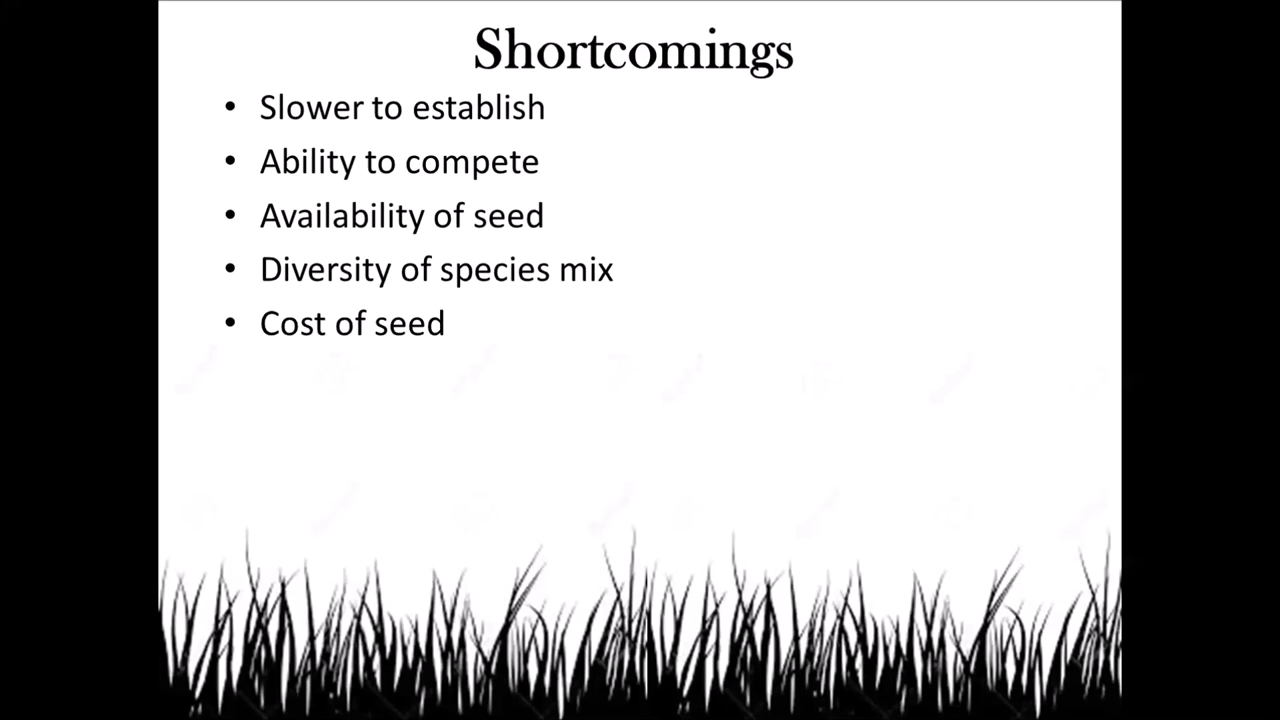 Shortcomings
• Slower to establish
• Ability to compete
• Availability of seed
• Diversity of species mix
• Cost of seed